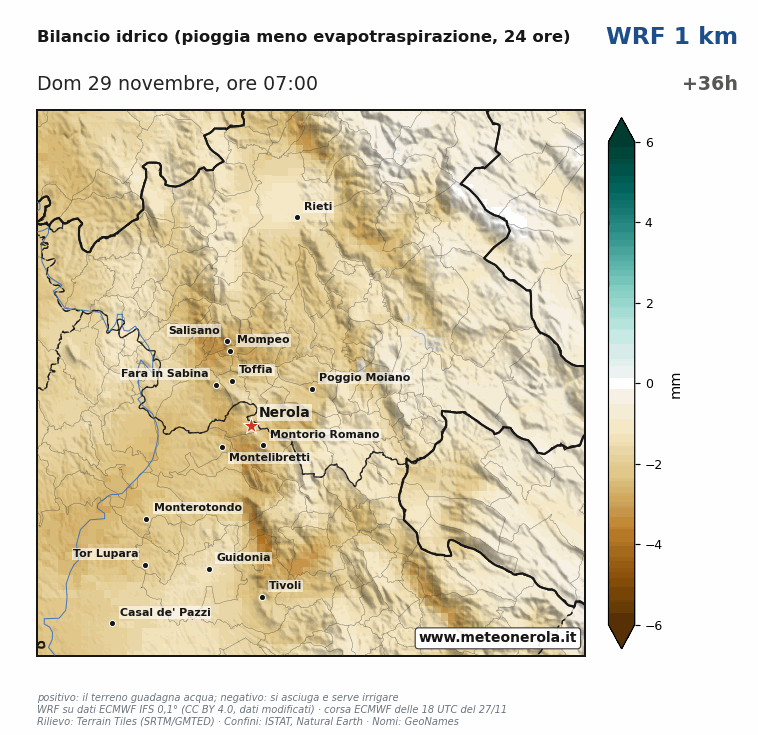 Bilancio idrico (pioggia meno evapotraspirazione, 24 ore)
WRF 1 km
Dom 29 novembre, ore 07:00
+36h
Rieti
Salisano
Mompeo
Fara in Sabina
Toffia
Poggio Moiano
Nerola
Montorio Romano
Montelibretti
Monterotondo
Tor Lupara
Guidonia
Tivoli
Casal de' Pazzi
www.meteonerola.it
6
4
2
0
−2
−4
−6
mm
positivo: il terreno guadagna acqua; negativo: si asciuga e serve irrigare
WRF su dati ECMWF IFS 0,1° (CC BY 4.0, dati modificati) · corsa ECMWF delle 18 UTC del 27/11
Rilievo: Terrain Tiles (SRTM/GMTED) · Confini: ISTAT, Natural Earth · Nomi: GeoNames